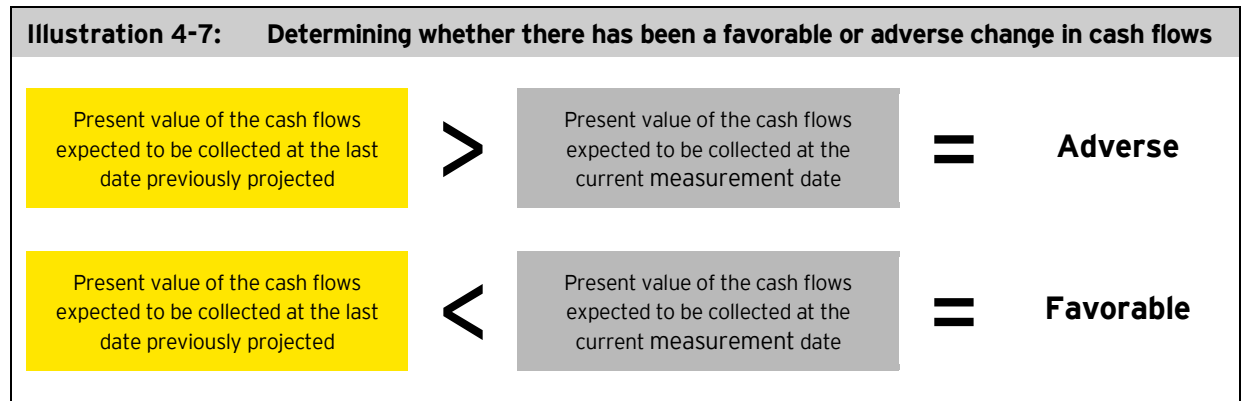 Illustration 4-7: Determining whether there has been a favorable or adverse change in cash flows
Present value of the cash flows
expected to be collected at the last
date previously projected
>
Present value of the cash flows
expected to be collected at the
current measurement date
=
Adverse
Present value of the cash flows
expected to be collected at the last
date previously projected
<
Present value of the cash flows
expected to be collected at the
current measurement date
=
Favorable